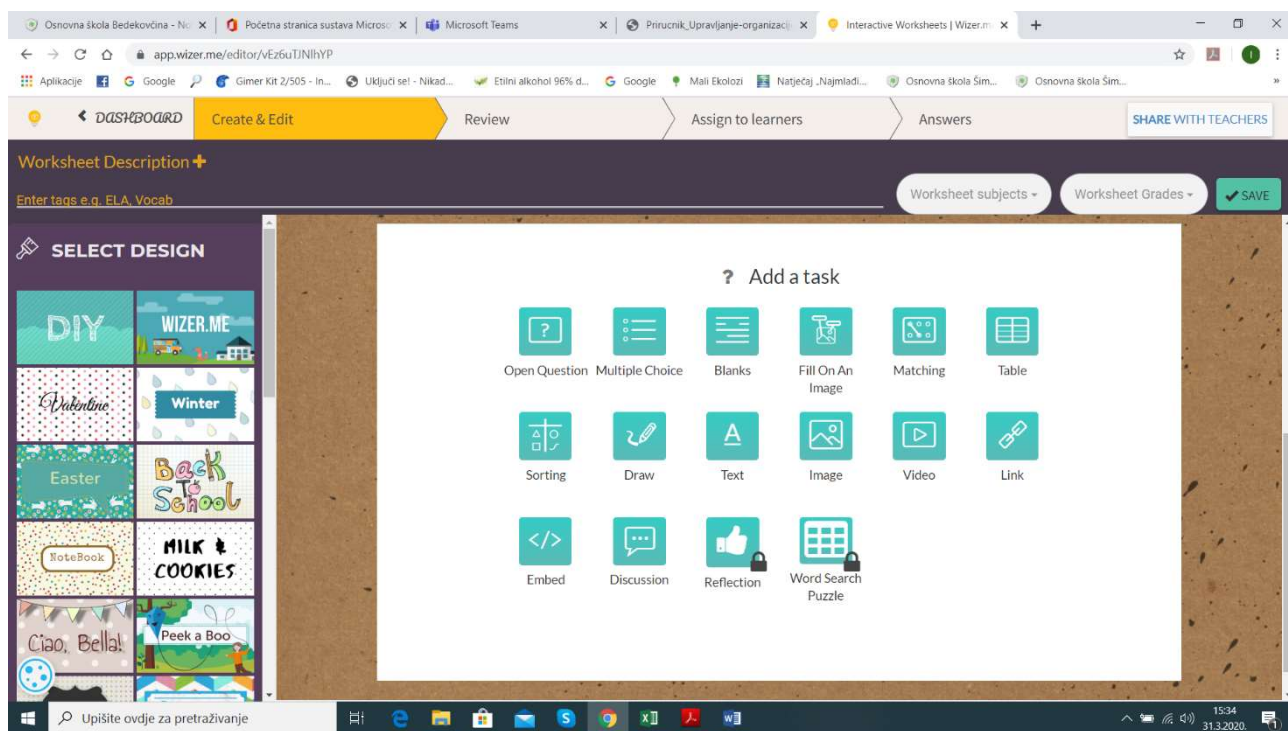 Osnovna škola Bedekovčina - No
Početna stranica sustava Microso
Microsoft Teams
Prirucnik_Upravljanje-organizacij
Interactive Worksheets | Wizer.m
app.wizer.me/editor/vEz6uTJNlhYP
Aplikacije
Google
Gimer Kit 2/505 - In...
Uključi se! - Nikad...
Etilni alkohol 96% d...
Google
Mali Ekolozi
Natječaj „Najmlađi...
Osnovna škola Šim...
Osnovna škola Šim...
DASHBOARD
Create & Edit
Review
Assign to learners
Answers
SHARE WITH TEACHERS
Worksheet Description
Enter tags e.g. ELA, Vocab
Worksheet subjects
Worksheet Grades
SAVE
SELECT DESIGN
DIY
WIZER.ME
Valentine
Winter
Easter
Back To School
NoteBook
MILK & COOKIES
Ciao, Bella!
Peek a Boo
? Add a task
Open Question
Multiple Choice
Blanks
Fill On An Image
Matching
Table
Sorting
Draw
Text
Image
Video
Link
Embed
Discussion
Reflection
Word Search Puzzle
Upišite ovdje za pretraživanje
15:34
31.3.2020.